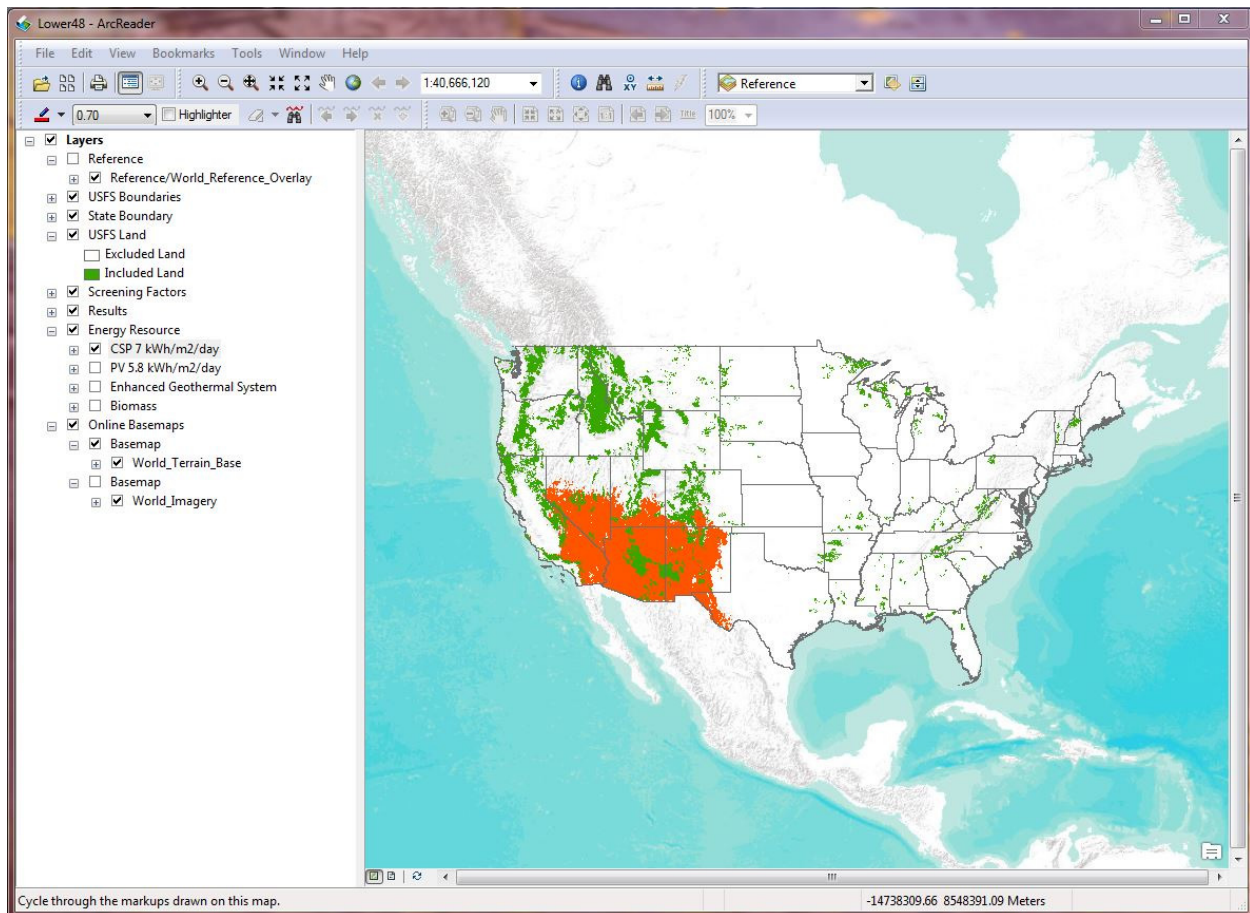 Lower48 - ArcReader
File Edit View Bookmarks Tools Window Help
1:40,666,120 XY Reference
0.70 Highlighter Title 100%
Layers
Reference
Reference/World_Reference_Overlay
USFS Boundaries
State Boundary
USFS Land
Excluded Land
Included Land
Screening Factors
Results
Energy Resource
CSP 7 kWh/m2/day
PV 5.8 kWh/m2/day
Enhanced Geothermal System
Biomass
Online Basemaps
Basemap
World_Terrain_Base
Basemap
World_Imagery
Cycle through the markups drawn on this map. -14738309.66 8548391.09 Meters